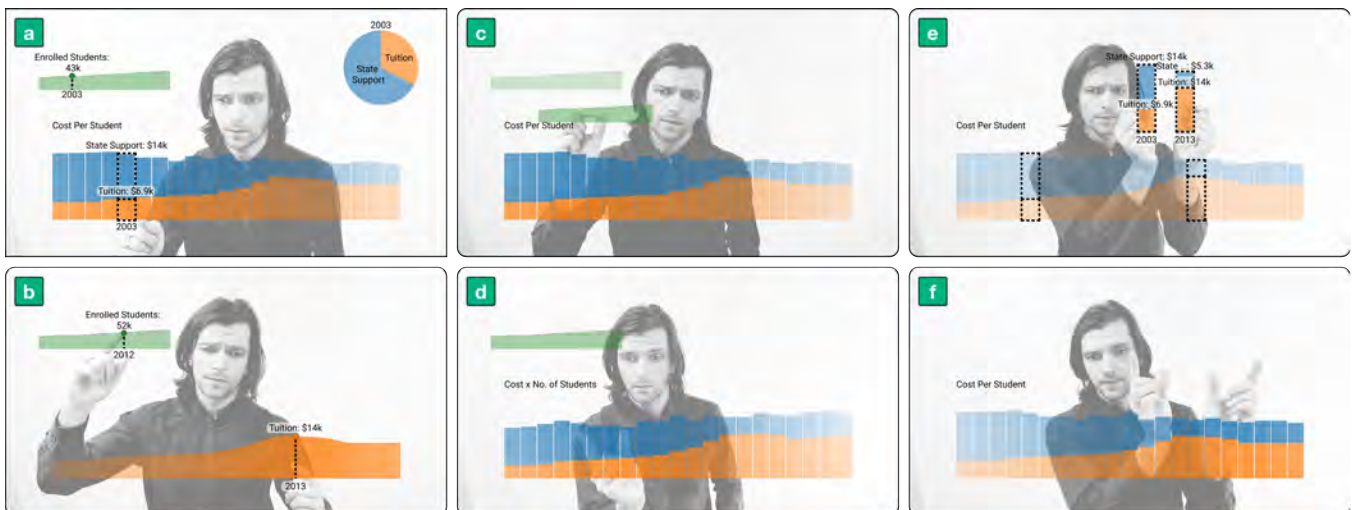 a
Enrolled Students:
43k
2003
2003
Tuition
State
Support
Cost Per Student
State Support: $14k
Tuition: $6.9k
2003
c
Cost Per Student
e
State Support: $14k
State : $5.3k
Tuition: $14k
Tuition: $6.9k
2003
2013
Cost Per Student
b
Enrolled Students:
52k
2012
Tuition: $14k
2013
d
Cost x No. of Students
f
Cost Per Student